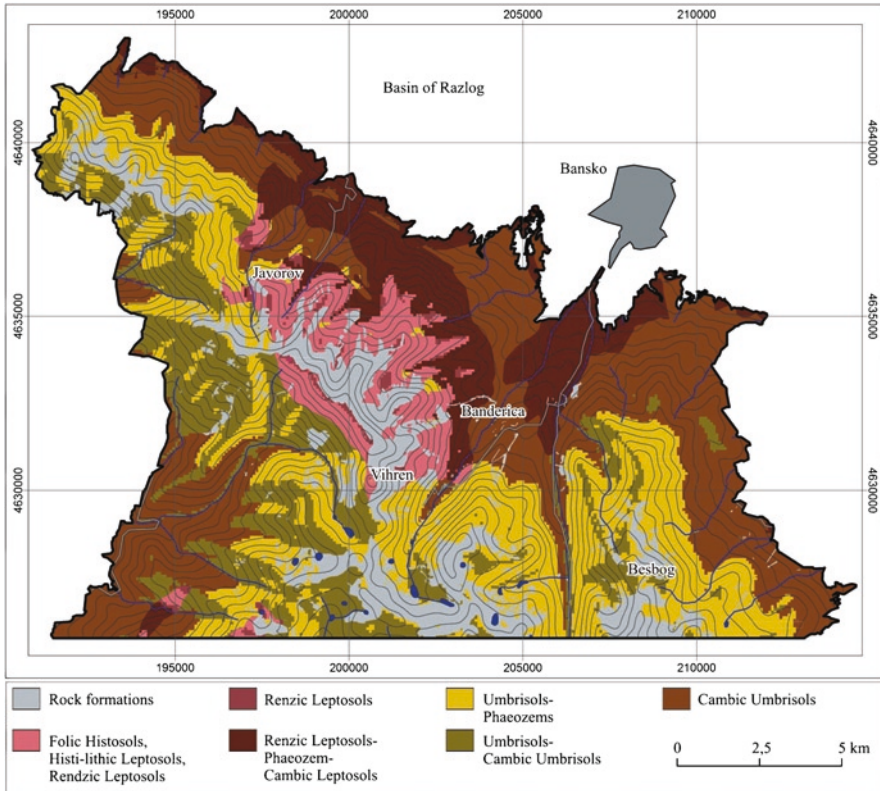 195000 200000 205000 210000
Basin of Razlog
4640000 4640000
Bansko
Javorov
4635000 4635000
Banderica
Vihren
4630000 4630000
Besbog
195000 200000 205000 210000
Rock formations
Renzic Leptosols
Umbrisols-
Phaeozems
Cambic Umbrisols
Folic Histosols,
Histi-lithic Leptosols,
Rendzic Leptosols
Renzic Leptosols-
Phaeozem-
Cambic Leptosols
Umbrisols-
Cambic Umbrisols
0 2,5 5 km